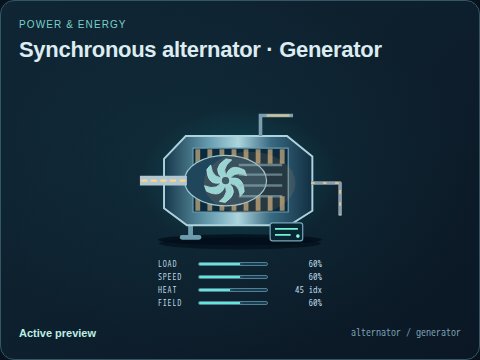 POWER & ENERGY
Synchronous alternator · Generator
LOAD 60%
SPEED 60%
HEAT 45 idx
FIELD 60%
Active preview
alternator / generator